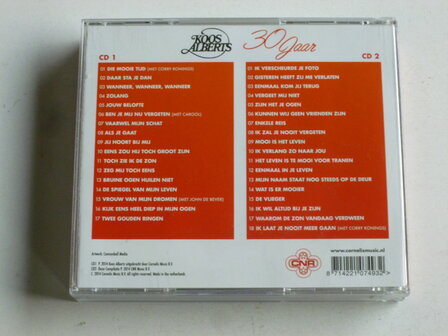 KOOS ALBERTS
30 Jaar
CD 1
01 DIE MOOIE TIJD (MET CORRY KONINGS)
02 DAAR STA JE DAN
03 WANNEER, WANNEER, WANNEER
04 ZOLANG
05 JOUW BELOFTE
06 BEN JE MIJ NU VERGETEN (MET CAROOL)
07 VAARWEL MIJN SCHAT
08 ALS JE GAAT
09 JIJ HOORT BIJ MIJ
10 EENS ZOU HIJ TOCH GROOT ZIJN
11 TOCH ZIE IK DE ZON
12 ZEG MIJ TOCH EENS
13 BRUINE OGEN HUILEN NIET
14 DE SPIEGEL VAN MIJN LEVEN
15 VROUW VAN MIJN DROMEN (MET JOHN DE BEVER)
16 KIJK EENS HEEL DIEP IN MIJN OGEN
17 TWEE GOUDEN RINGEN
CD 2
01 IK VERSCHEURDE JE FOTO
02 GISTEREN HEEFT ZIJ ME VERLATEN
03 EENMAAL KOM JIJ TERUG
04 VERGEET MIJ NIET
05 ZIJN HET JE OGEN
06 KUNNEN WIJ GEEN VRIENDEN ZIJN
07 ENKELE REIS
08 IK ZAL JE NOOIT VERGETEN
09 MOOI IS HET LEVEN
10 IK VERLANG ZO NAAR JOU
11 HET LEVEN IS TE MOOI VOOR TRANEN
12 EENMAAL IN JE LEVEN
13 MIJN NAAM STAAT NOG STEEDS OP DE DEUR
14 WAT IS ER MOOIER
15 DE VLIEGER
16 IK WIL ALTIJD BIJ JE ZIJN
17 WAAROM DE ZON VANDAAG VERDWEEN
18 IK LAAT JE NOOIT MEER GAAN (MET CORRY KONINGS)
Artwork: Concordell Media
CNR
www.cornelismusic.nl
8 714221 074932 >